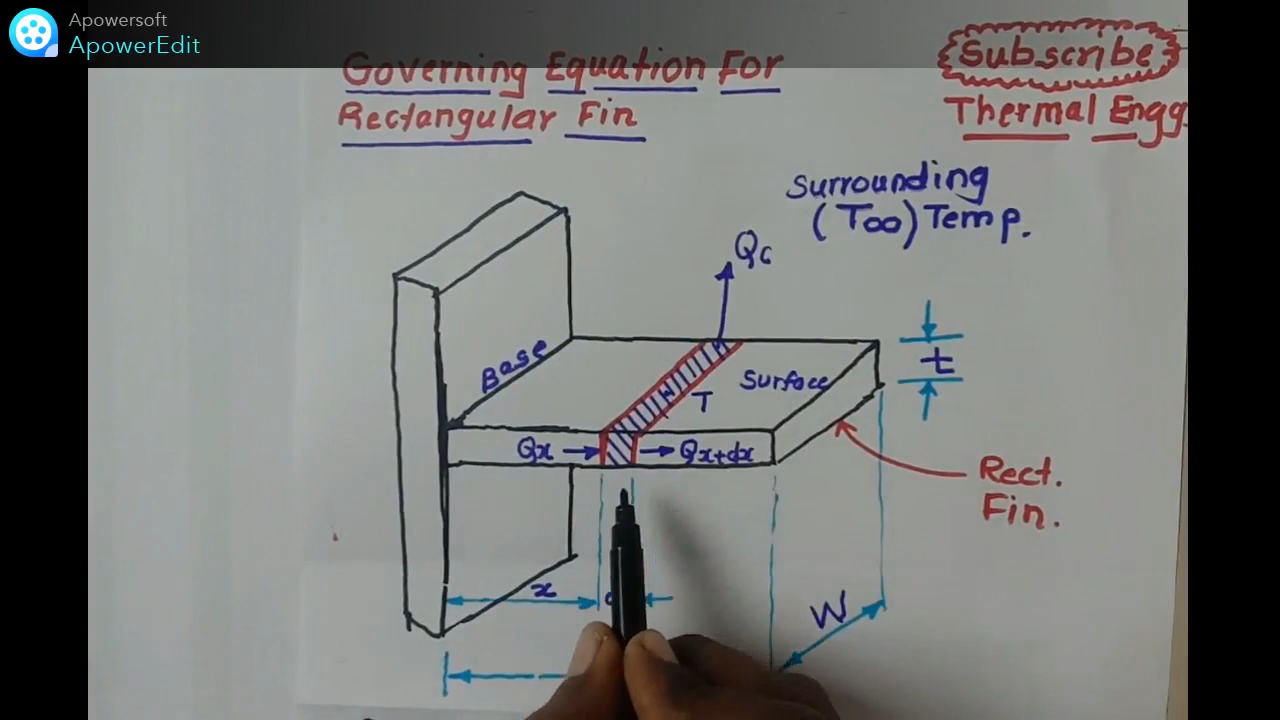 Apowersoft
ApowerEdit
Governing Equation For
Rectangular Fin
Subscribe
Thermal Engg.
Surrounding
(T∞) Temp.
Qc
Base
Surface
t
T
Qx
Qx+dx
Rect.
Fin.
x
W